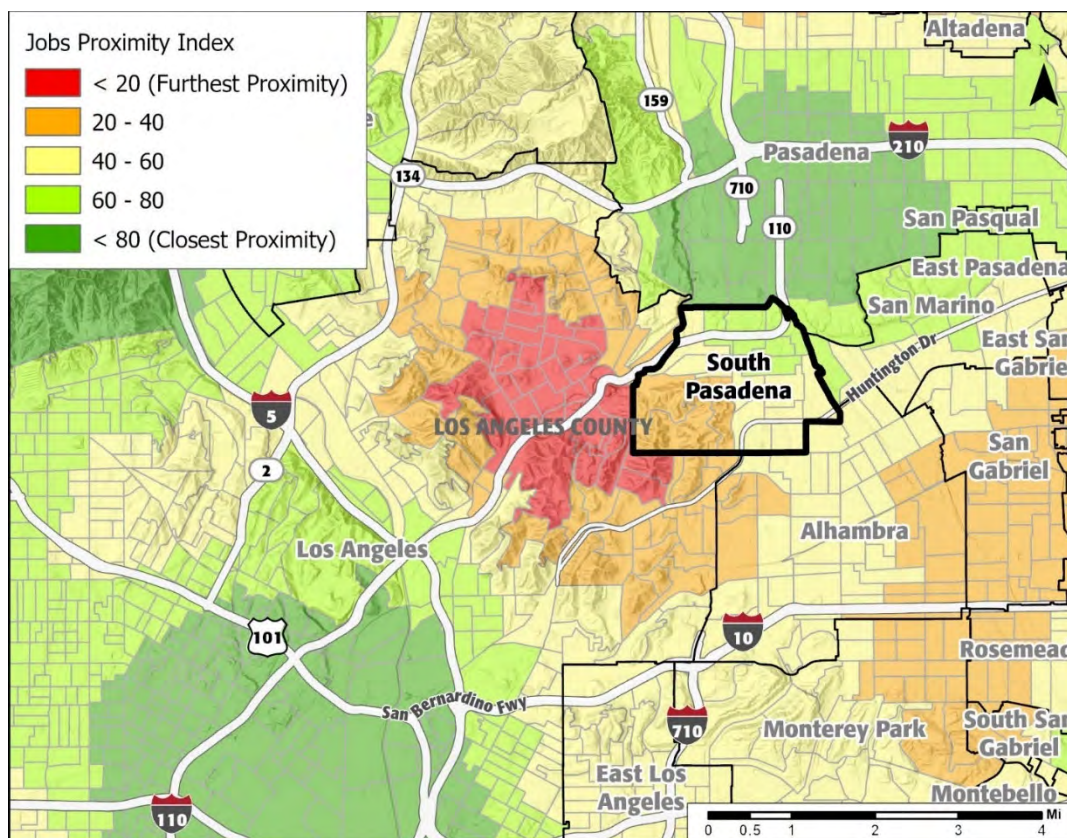 Jobs Proximity Index
< 20 (Furthest Proximity)
20 - 40
40 - 60
60 - 80
< 80 (Closest Proximity)
Altadena
N
159
134
Pasadena
210
710
110
San Pasqual
East Pasadena
San Marino
East San
Gabriel
Huntington Dr
South
Pasadena
LOS ANGELES COUNTY
5
2
San
Gabriel
Los Angeles
Alhambra
101
10
Rosemead
San Bernardino Fwy
710
Monterey Park
South San
Gabriel
East Los
Angeles
Montebello
110
Mi
0 0.5 1 2 3 4